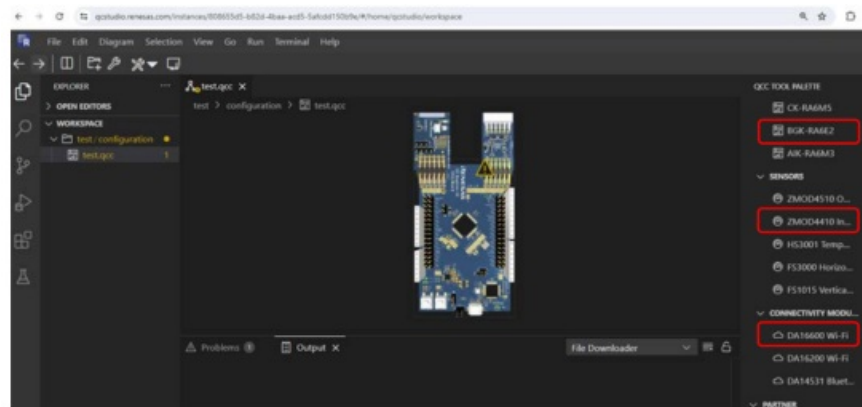 qcstudio.renesas.com/instances/808655d5-b82d-4baa-acd5-5afcdd150b9e/#/home/qcstudio/workspace
File Edit Diagram Selection View Go Run Terminal Help
EXPLORER
OPEN EDITORS
WORKSPACE
test/configuration
test.qcc 1
test.qcc
test > configuration > test.qcc
Problems 1
Output
File Downloader
QCC TOOL PALETTE
CK-RA6M5
BGK-RA6E2
AIK-RA6M3
SENSORS
ZMOD4510 O...
ZMOD4410 In...
HS3001 Temp...
FS3000 Horizo...
FS1015 Vertica...
CONNECTIVITY MODU...
DA16600 Wi-Fi
DA16200 Wi-Fi
DA14531 Bluet...
PARTNER